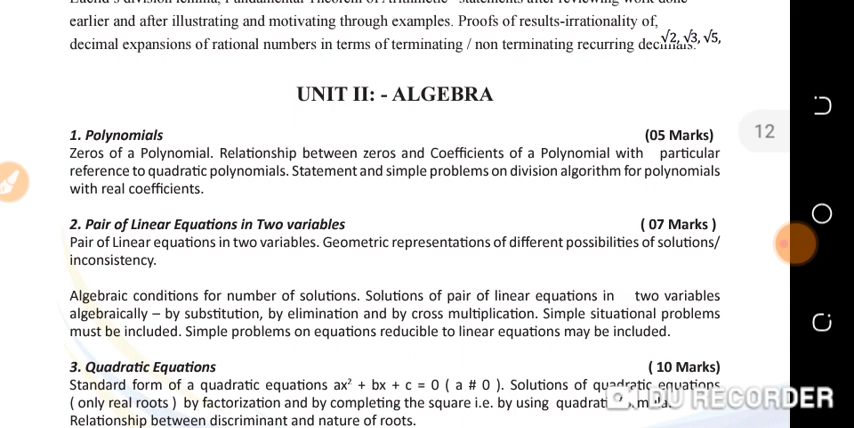 earlier and after illustrating and motivating through examples. Proofs of results-irrationality of,
√2, √3, √5,
decimal expansions of rational numbers in terms of terminating / non terminating recurring decimals.
UNIT II: - ALGEBRA
1. Polynomials (05 Marks)
12
Zeros of a Polynomial. Relationship between zeros and Coefficients of a Polynomial with particular
reference to quadratic polynomials. Statement and simple problems on division algorithm for polynomials
with real coefficients.
2. Pair of Linear Equations in Two variables ( 07 Marks )
Pair of Linear equations in two variables. Geometric representations of different possibilities of solutions/
inconsistency.
Algebraic conditions for number of solutions. Solutions of pair of linear equations in two variables
algebraically – by substitution, by elimination and by cross multiplication. Simple situational problems
must be included. Simple problems on equations reducible to linear equations may be included.
3. Quadratic Equations ( 10 Marks)
Standard form of a quadratic equations ax² + bx + c = 0 ( a # 0 ). Solutions of quadratic equations
( only real roots ) by factorization and by completing the square i.e. by using
DU RECORDER
Relationship between discriminant and nature of roots.